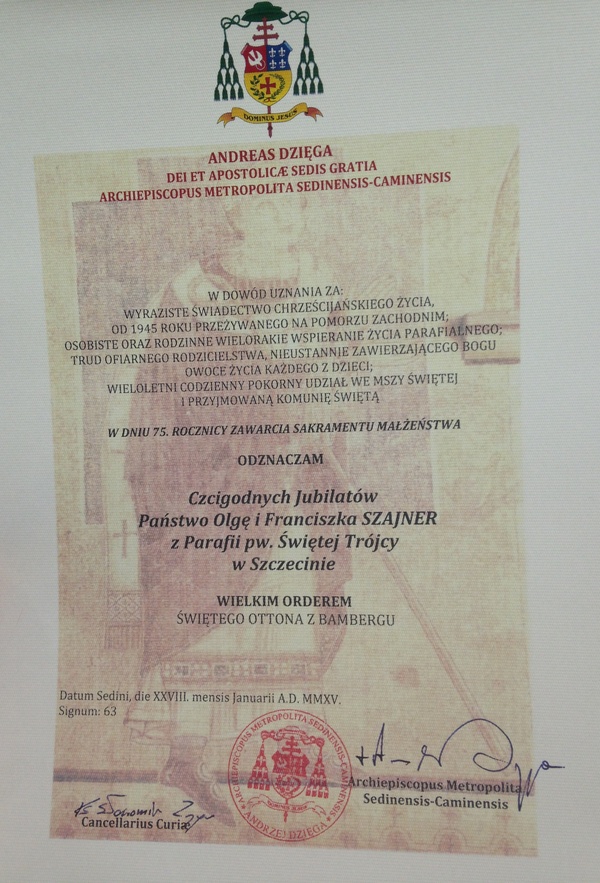 DOMINUS JESUS
ANDREAS DZIĘGA
DEI ET APOSTOLICÆ SEDIS GRATIA
ARCHIEPISCOPUS METROPOLITA SEDINENSIS-CAMINENSIS
W DOWÓD UZNANIA ZA:
WYRAZISTE ŚWIADECTWO CHRZEŚCIJAŃSKIEGO ŻYCIA,
OD 1945 ROKU PRZEŻYWANEGO NA POMORZU ZACHODNIM;
OSOBISTE ORAZ RODZINNE WIELORAKIE WSPIERANIE ŻYCIA PARAFIALNEGO;
TRUD OFIARNEGO RODZICIELSTWA, NIEUSTANNIE ZAWIERZAJĄCEGO BOGU
OWOCE ŻYCIA KAŻDEGO Z DZIECI;
WIELOLETNI CODZIENNY POKORNY UDZIAŁ WE MSZY ŚWIĘTEJ
I PRZYJMOWANĄ KOMUNIĘ ŚWIĘTĄ
W DNIU 75. ROCZNICY ZAWARCIA SAKRAMENTU MAŁŻEŃSTWA
ODZNACZAM
Czcigodnych Jubilatów
Państwo Olgę i Franciszka SZAJNER
z Parafii pw. Świętej Trójcy
w Szczecinie
WIELKIM ORDEREM
ŚWIĘTEGO OTTONA Z BAMBERGU
Datum Sedini, die XXVIII. mensis Januarii A.D. MMXV.
Signum: 63
ARCHIEPISCOPUS METROPOLITA SEDINENSIS-CAMINENSIS
ANDRZEJ DZIĘGA
Archiepiscopus Metropolita
Sedinensis-Caminensis
Cancellarius Curiæ